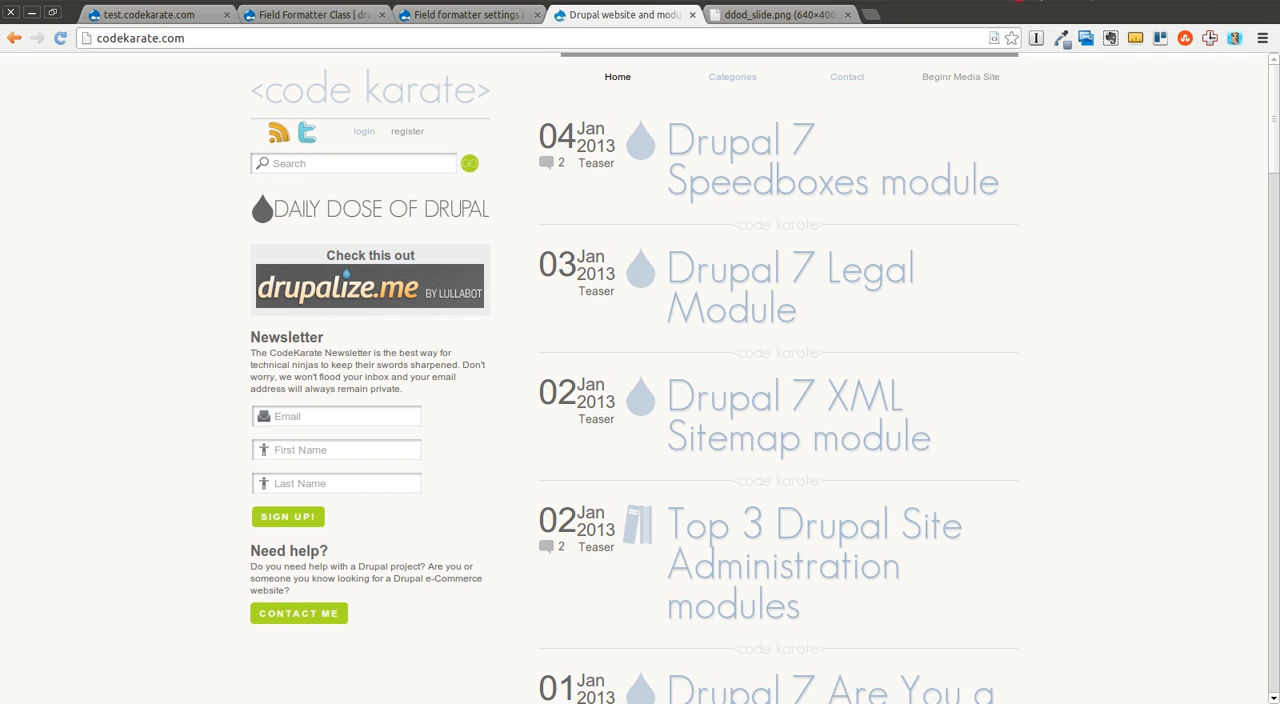 test.codekarate.com
Field Formatter Class | dru
Field formatter settings |
Drupal website and modu
ddod_slide.png (640×400
codekarate.com
<code karate>
login register
Search
GO
DAILY DOSE OF DRUPAL
Check this out
drupalize.me BY LULLABOT
Newsletter
The CodeKarate Newsletter is the best way for
technical ninjas to keep their swords sharpened. Don't
worry, we won't flood your inbox and your email
address will always remain private.
Email
First Name
Last Name
SIGN UP!
Need help?
Do you need help with a Drupal project? Are you or
someone you know looking for a Drupal e-Commerce
website?
CONTACT ME
Home Categories Contact Beginr Media Site
04 Jan
2013
2 Teaser
Drupal 7
Speedboxes module
<code karate>
03 Jan
2013
Teaser
Drupal 7 Legal
Module
<code karate>
02 Jan
2013
Teaser
Drupal 7 XML
Sitemap module
<code karate>
02 Jan
2013
2 Teaser
Top 3 Drupal Site
Administration
modules
<code karate>
01 Jan
2013
Drupal 7 Are You a